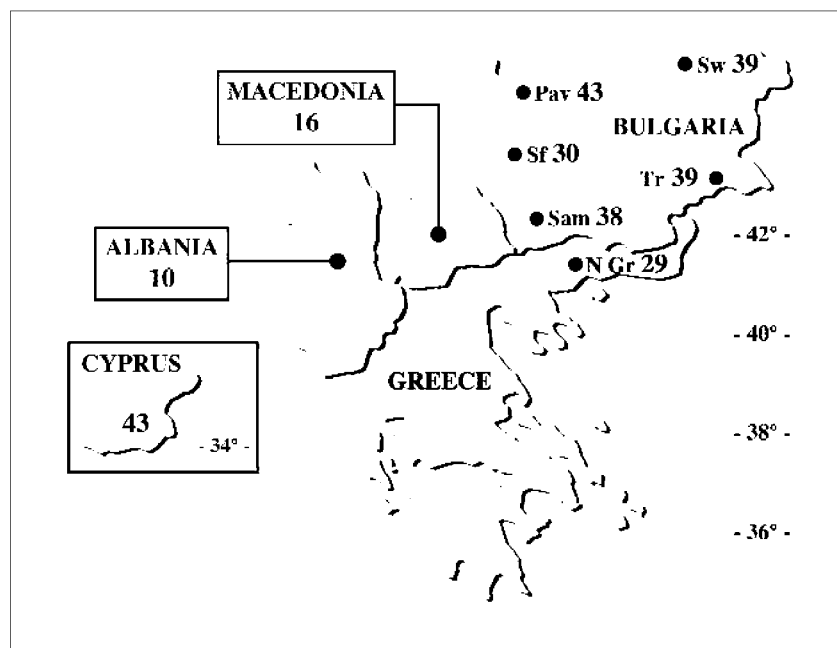 Sw 39
MACEDONIA
16
Pav 43
BULGARIA
Sf 30
Tr 39
Sam 38
- 42° -
ALBANIA
10
N Gr 29
- 40° -
CYPRUS
GREECE
43
- 34° -
- 38° -
- 36° -